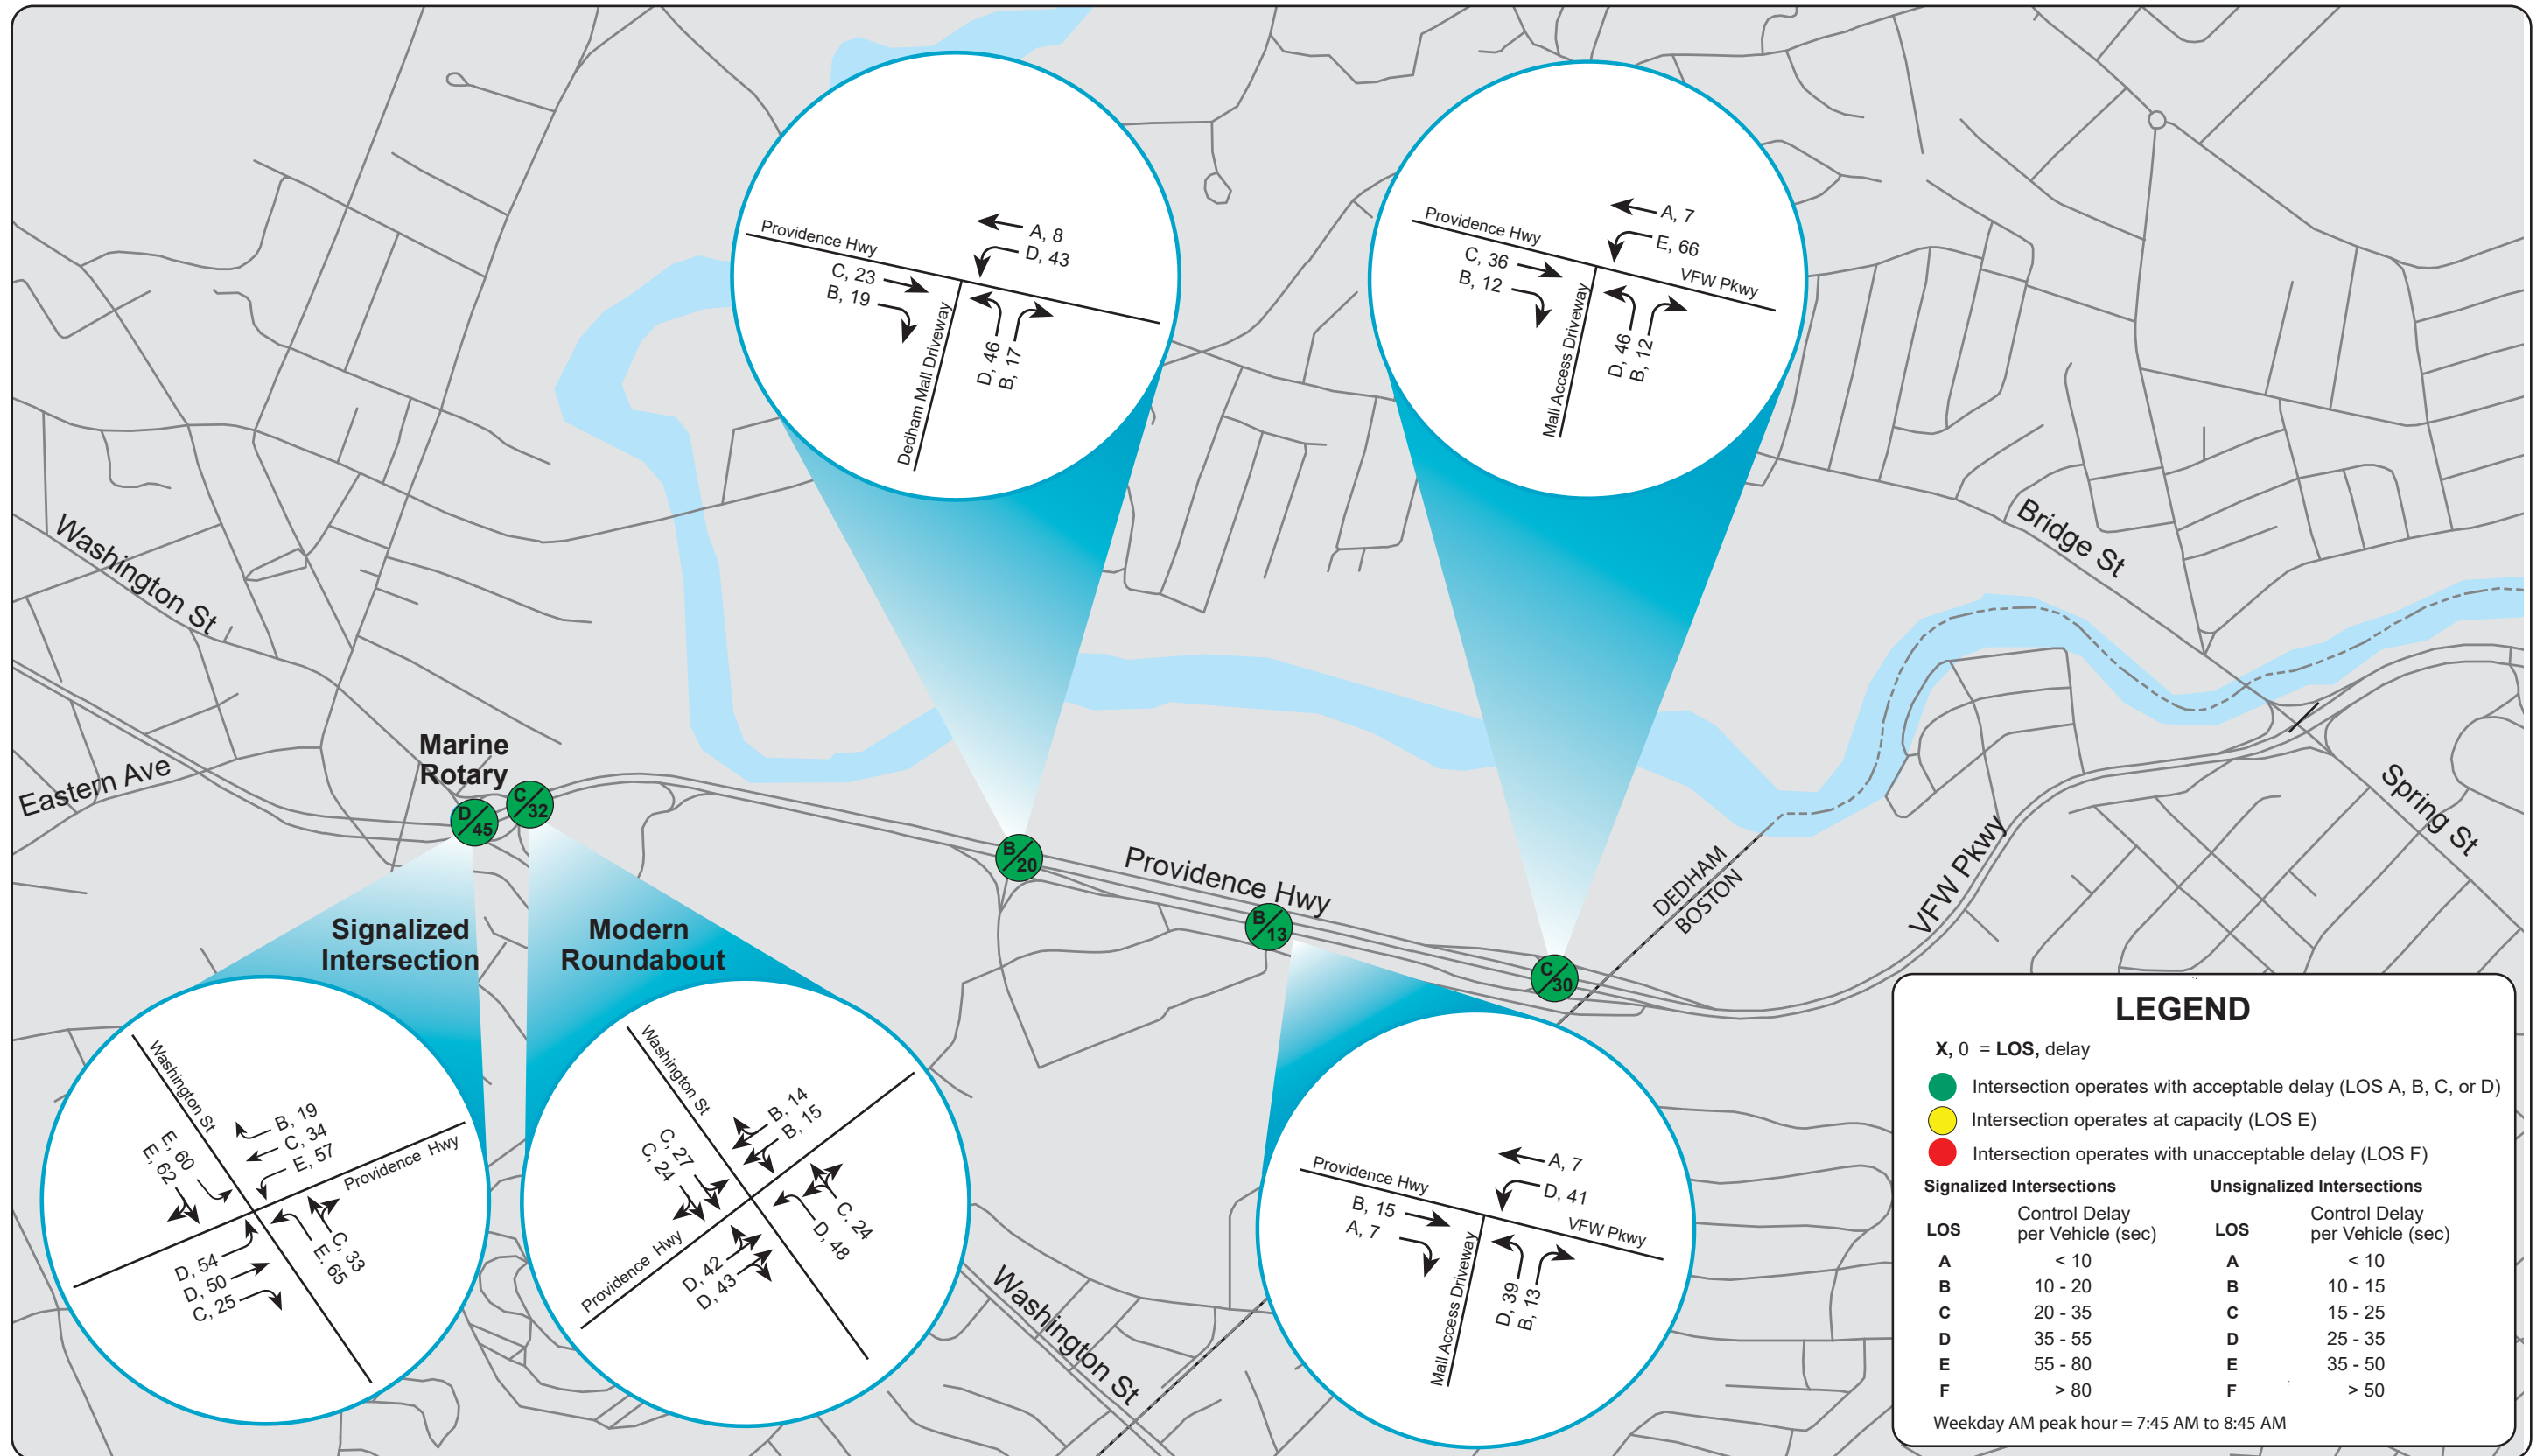 Providence Hwy
A, 8
D, 43
C, 23
B, 19
Dedham Mall Driveway
D, 46
B, 17
Providence Hwy
A, 7
E, 66
C, 36
B, 12
VFW Pkwy
Mall Access Driveway
D, 46
B, 12
Washington St
Bridge St
Eastern Ave
Marine
Rotary
D/45
C/32
B/20
Providence Hwy
B/13
C/30
DEDHAM
BOSTON
VFW Pkwy
Spring St
Signalized
Intersection
Modern
Roundabout
Washington St
B, 19
C, 34
E, 57
E, 60
E, 62
Providence Hwy
D, 54
D, 50
C, 25
C, 33
E, 65
Washington St
B, 14
B, 15
C, 27
C, 24
Providence Hwy
D, 42
D, 43
C, 24
D, 48
Washington St
Providence Hwy
A, 7
D, 41
B, 15
A, 7
VFW Pkwy
Mall Access Driveway
D, 39
B, 13
LEGEND
X, 0 = LOS, delay
Intersection operates with acceptable delay (LOS A, B, C, or D)
Intersection operates at capacity (LOS E)
Intersection operates with unacceptable delay (LOS F)
Signalized Intersections Unsignalized Intersections
LOS Control Delay per Vehicle (sec) LOS Control Delay per Vehicle (sec)
A < 10 A < 10
B 10 - 20 B 10 - 15
C 20 - 35 C 15 - 25
D 35 - 55 D 25 - 35
E 55 - 80 E 35 - 50
F > 80 F > 50
Weekday AM peak hour = 7:45 AM to 8:45 AM